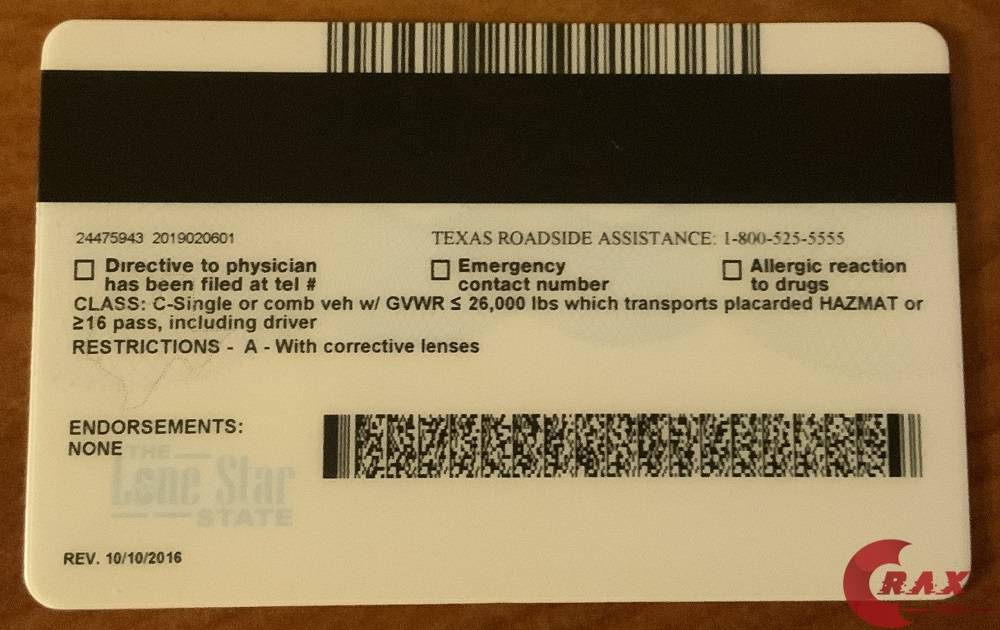 24475943 2019020601 TEXAS ROADSIDE ASSISTANCE: 1-800-525-5555
Directive to physician has been filed at tel #
Emergency contact number
Allergic reaction to drugs
CLASS: C-Single or comb veh w/ GVWR ≤ 26,000 lbs which transports placarded HAZMAT or
≥16 pass, including driver
RESTRICTIONS - A - With corrective lenses
ENDORSEMENTS:
NONE
THE
Lone Star
STATE
REV. 10/10/2016
CRAX